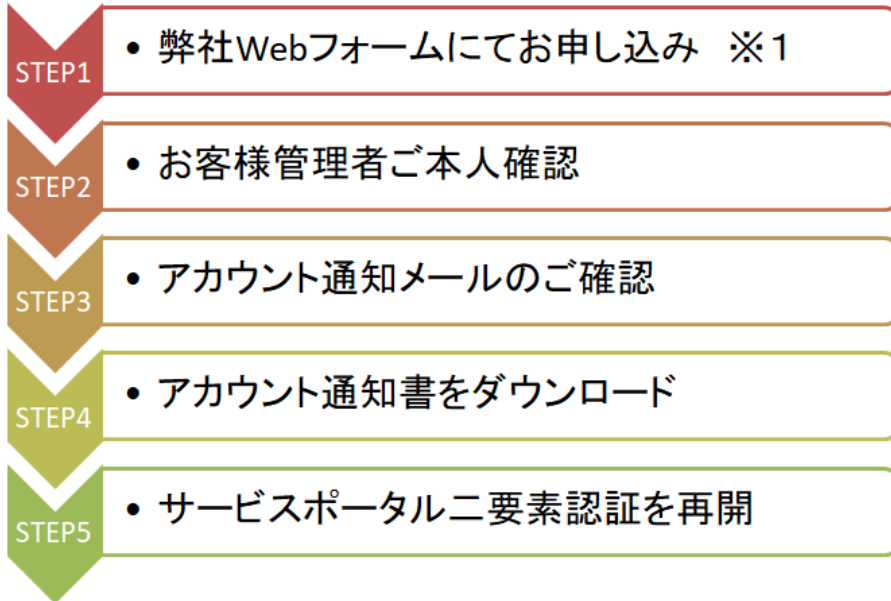 STEP1
• 弊社Webフォームにてお申し込み　※１
STEP2
• お客様管理者ご本人確認
STEP3
• アカウント通知メールのご確認
STEP4
• アカウント通知書をダウンロード
STEP5
• サービスポータル二要素認証を再開